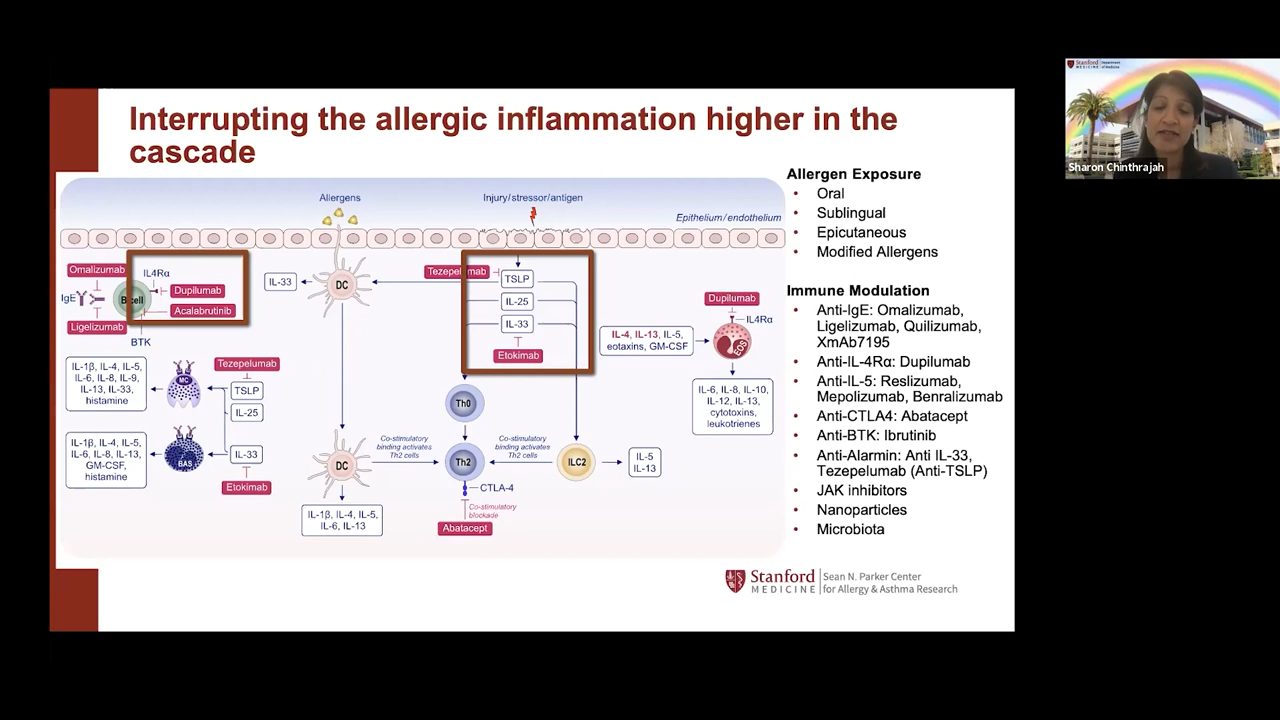 Interrupting the allergic inflammation higher in the
cascade
Allergens
Injury/stressor/antigen
Epithelium/endothelium
Omalizumab
IL4Rα
IgE
B cell
Dupilumab
Acalabrutinib
Ligelizumab
BTK
IL-33
DC
Tezepelumab
TSLP
IL-25
IL-33
Etokimab
Dupilumab
IL4Rα
IL-4, IL-13, IL-5,
eotaxins, GM-CSF
EOS
IL-6, IL-8, IL-10,
IL-12, IL-13,
cytotoxins,
leukotrienes
IL-1β, IL-4, IL-5,
IL-6, IL-8, IL-9,
IL-13, IL-33,
histamine
MC
Tezepelumab
TSLP
IL-25
IL-1β, IL-4, IL-5,
IL-6, IL-8, IL-13,
GM-CSF,
histamine
BAS
IL-33
Etokimab
Th0
DC
Co-stimulatory
binding activates
Th2 cells
Th2
Co-stimulatory
binding activates
Th2 cells
ILC2
IL-5
IL-13
IL-1β, IL-4, IL-5,
IL-6, IL-13
CTLA-4
Co-stimulatory
blockade
Abatacept
Allergen Exposure
• Oral
• Sublingual
• Epicutaneous
• Modified Allergens
Immune Modulation
• Anti-IgE: Omalizumab,
Ligelizumab, Quilizumab,
XmAb7195
• Anti-IL-4Rα: Dupilumab
• Anti-IL-5: Reslizumab,
Mepolizumab, Benralizumab
• Anti-CTLA4: Abatacept
• Anti-BTK: Ibrutinib
• Anti-Alarmin: Anti IL-33,
Tezepelumab (Anti-TSLP)
• JAK inhibitors
• Nanoparticles
• Microbiota
Stanford
MEDICINE
Sean N. Parker Center
for Allergy & Asthma Research
Stanford
MEDICINE
Department
of Medicine
Sharon Chinthrajah